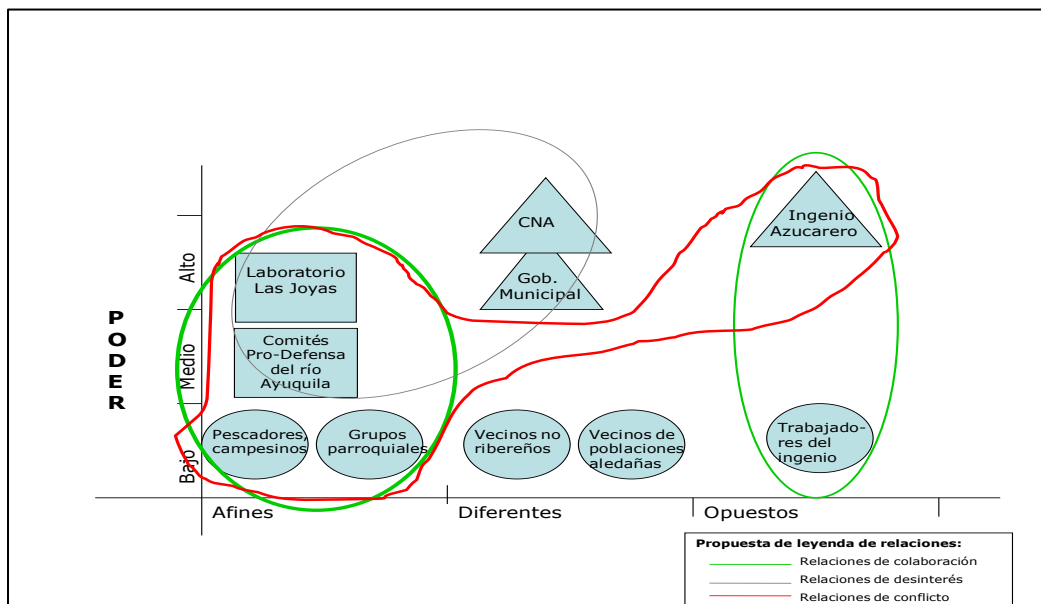 PODER
Alto
Medio
Bajo
CNA
Gob.
Municipal
Ingenio
Azucarero
Laboratorio
Las Joyas
Comités
Pro-Defensa
del río
Ayuquila
Pescadores,
campesinos
Grupos
parroquiales
Vecinos no
ribereños
Vecinos de
poblaciones
aledañas
Trabajado-
res del
ingenio
Afines
Diferentes
Opuestos
Propuesta de leyenda de relaciones:
Relaciones de colaboración
Relaciones de desinterés
Relaciones de conflicto